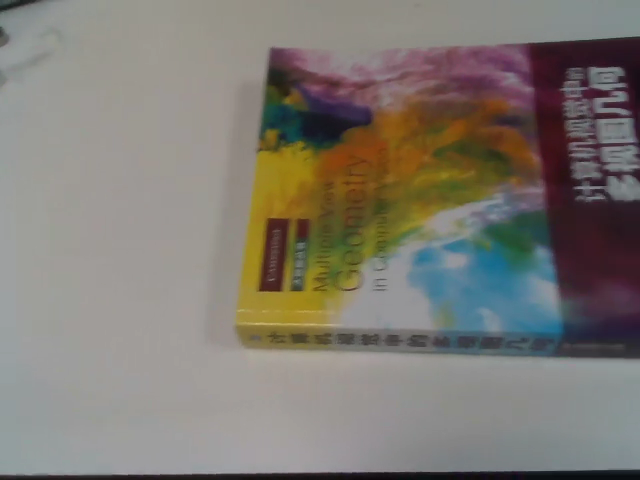 计算机视觉中的
多视图几何
Multiple View
Geometry
in Computer Vision
CAMBRIDGE
计算机视觉中的多视图几何